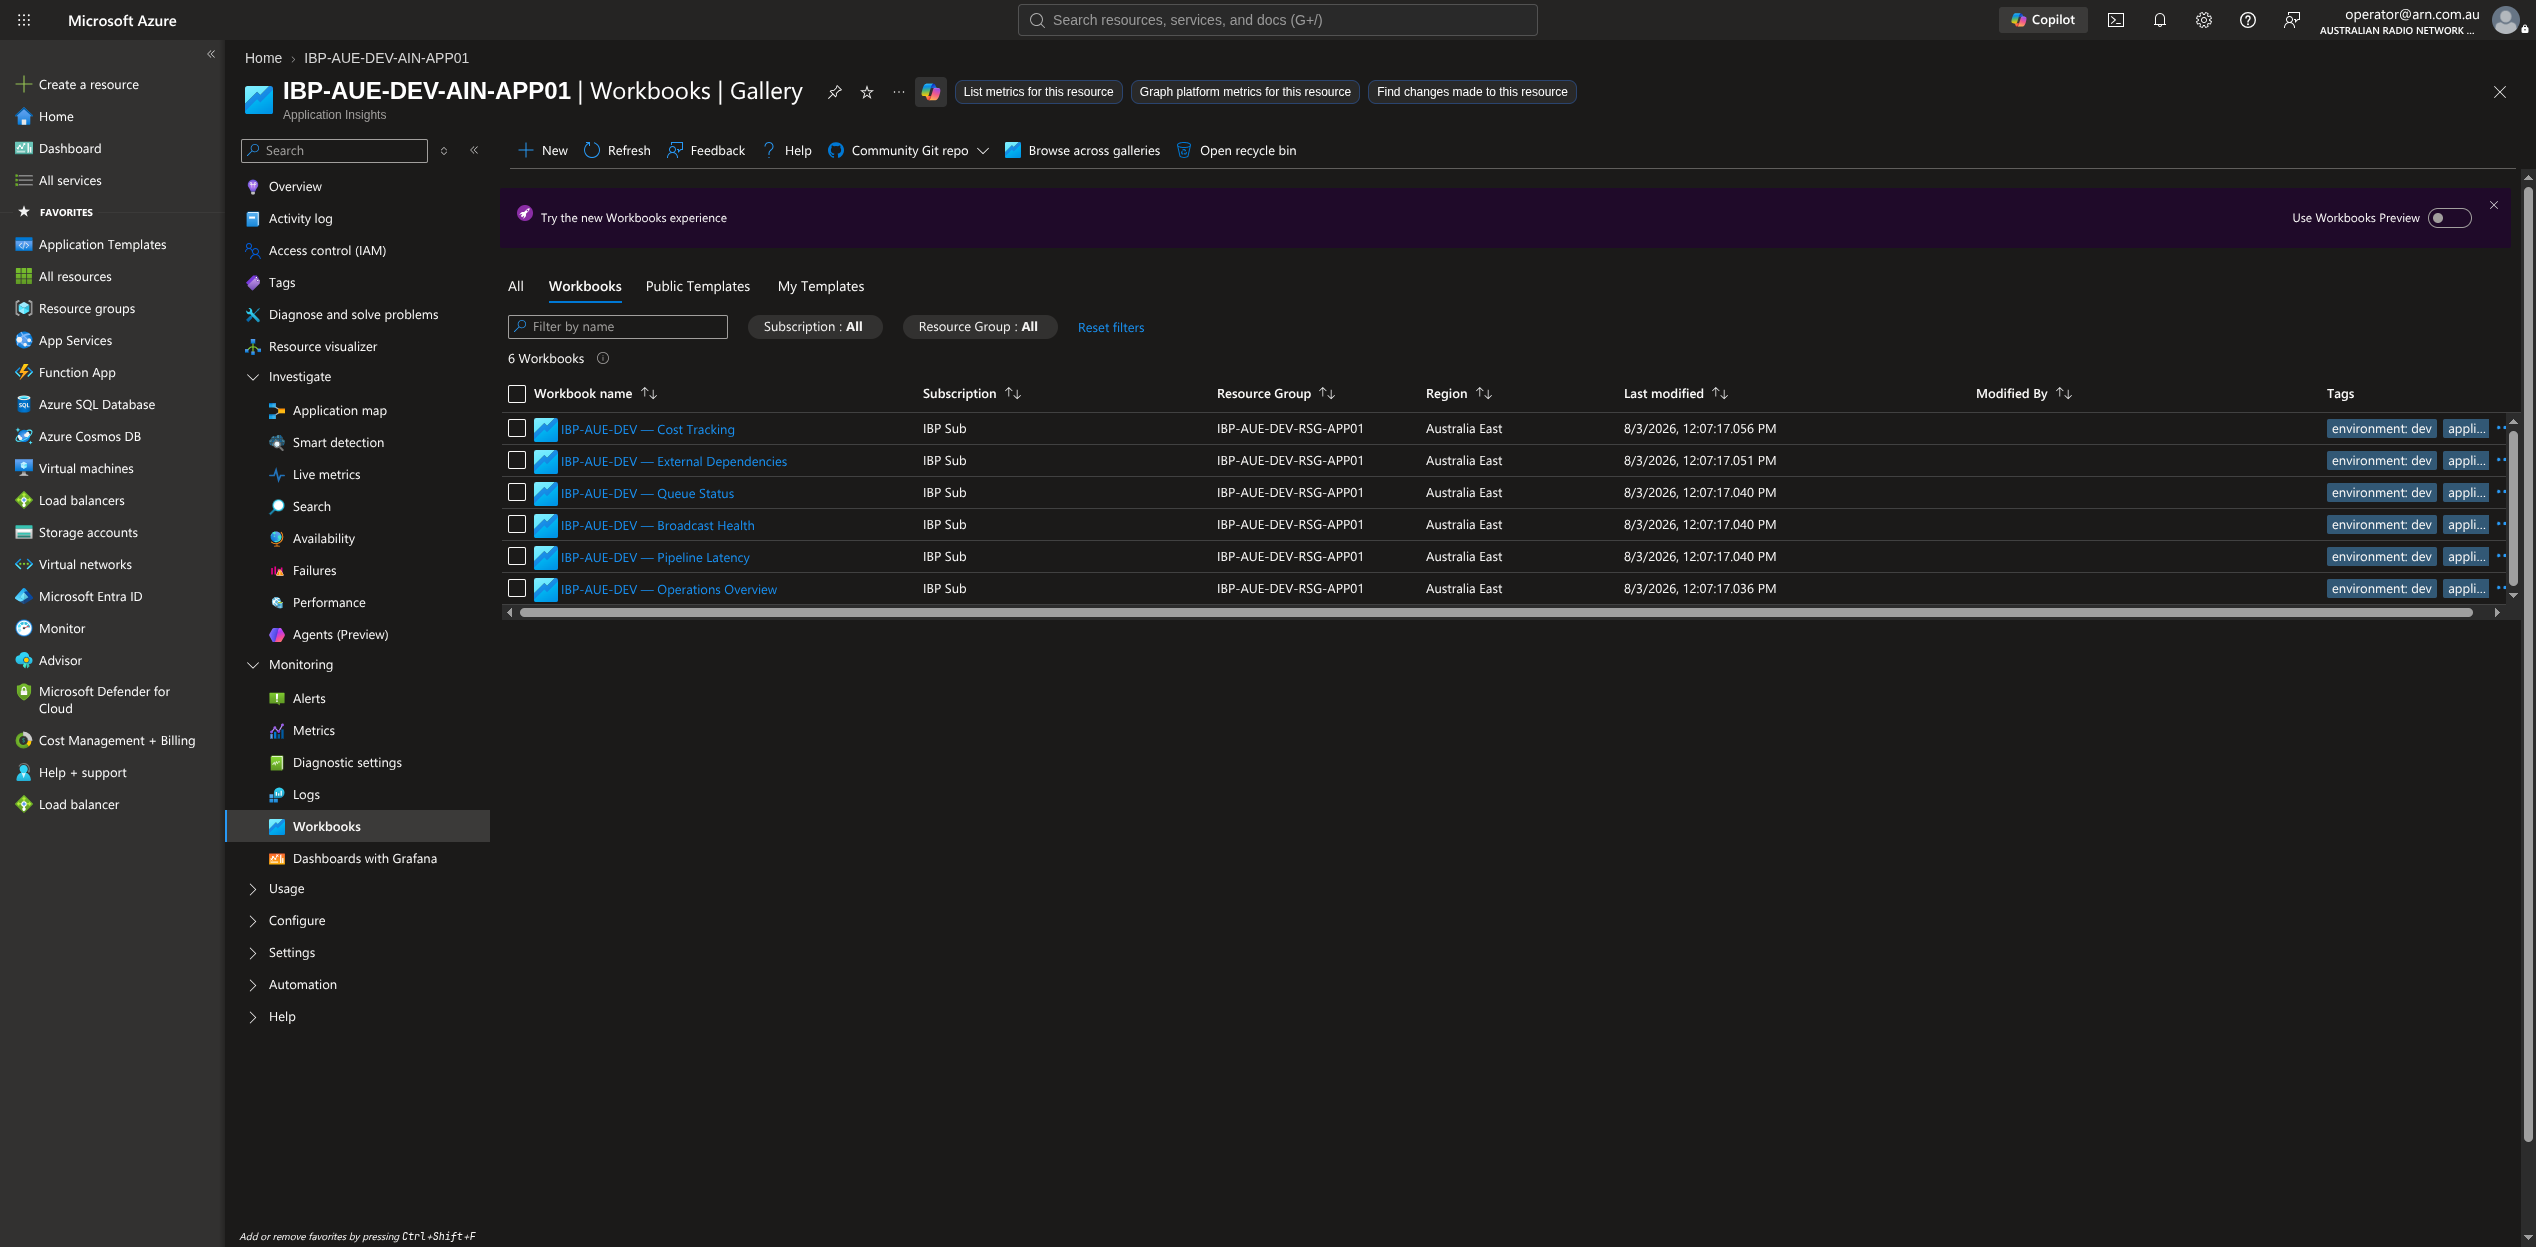 Microsoft Azure
Search resources, services, and docs (G+/)
Copilot
operator@arn.com.au
AUSTRALIAN RADIO NETWORK ...
Create a resource
Home
Dashboard
All services
FAVORITES
Application Templates
All resources
Resource groups
App Services
Function App
Azure SQL Database
Azure Cosmos DB
Virtual machines
Load balancers
Storage accounts
Virtual networks
Microsoft Entra ID
Monitor
Advisor
Microsoft Defender for
Cloud
Cost Management + Billing
Help + support
Load balancer
Home › IBP-AUE-DEV-AIN-APP01
IBP-AUE-DEV-AIN-APP01 | Workbooks | Gallery
Application Insights
List metrics for this resource
Graph platform metrics for this resource
Find changes made to this resource
Search
Overview
Activity log
Access control (IAM)
Tags
Diagnose and solve problems
Resource visualizer
Investigate
Application map
Smart detection
Live metrics
Search
Availability
Failures
Performance
Agents (Preview)
Monitoring
Alerts
Metrics
Diagnostic settings
Logs
Workbooks
Dashboards with Grafana
Usage
Configure
Settings
Automation
Help
Add or remove favorites by pressing Ctrl+Shift+F
New Refresh Feedback Help Community Git repo Browse across galleries Open recycle bin
Try the new Workbooks experience
Use Workbooks Preview
All Workbooks Public Templates My Templates
Filter by name Subscription : All Resource Group : All Reset filters
6 Workbooks
Workbook name Subscription Resource Group Region Last modified Modified By Tags
IBP-AUE-DEV — Cost Tracking IBP Sub IBP-AUE-DEV-RSG-APP01 Australia East 8/3/2026, 12:07:17.056 PM environment: dev appli...
IBP-AUE-DEV — External Dependencies IBP Sub IBP-AUE-DEV-RSG-APP01 Australia East 8/3/2026, 12:07:17.051 PM environment: dev appli...
IBP-AUE-DEV — Queue Status IBP Sub IBP-AUE-DEV-RSG-APP01 Australia East 8/3/2026, 12:07:17.040 PM environment: dev appli...
IBP-AUE-DEV — Broadcast Health IBP Sub IBP-AUE-DEV-RSG-APP01 Australia East 8/3/2026, 12:07:17.040 PM environment: dev appli...
IBP-AUE-DEV — Pipeline Latency IBP Sub IBP-AUE-DEV-RSG-APP01 Australia East 8/3/2026, 12:07:17.040 PM environment: dev appli...
IBP-AUE-DEV — Operations Overview IBP Sub IBP-AUE-DEV-RSG-APP01 Australia East 8/3/2026, 12:07:17.036 PM environment: dev appli...